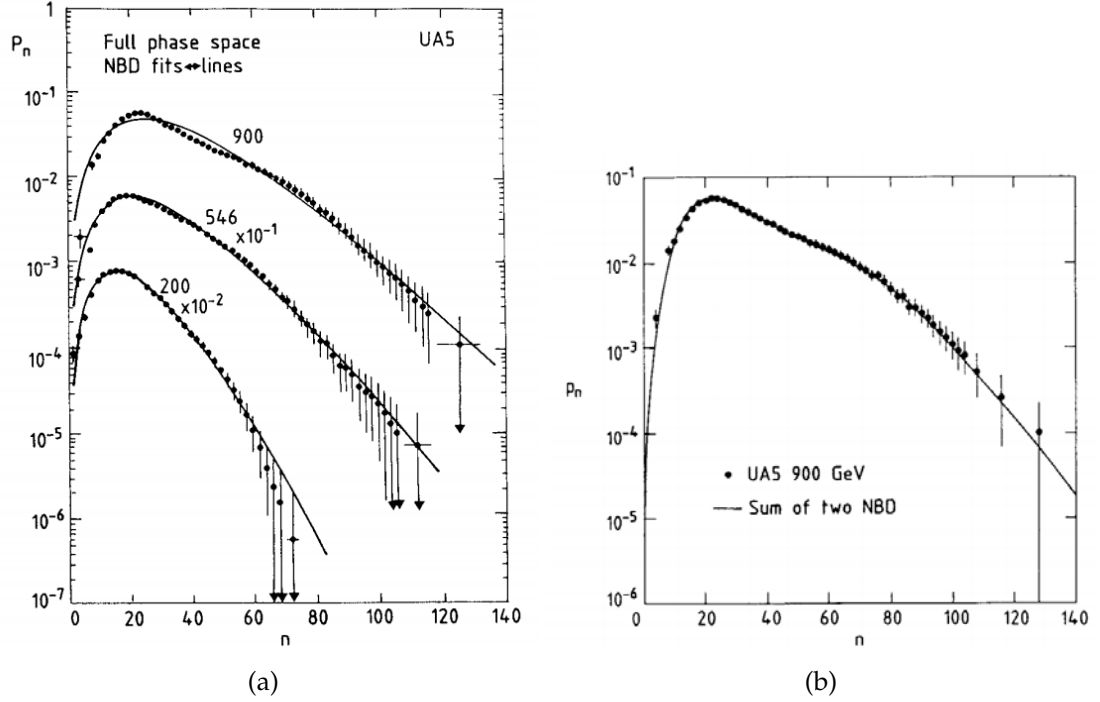 1
Pₙ
Full phase space
NBD fits↔lines
UA5
10⁻¹
900
10⁻²
546
x10⁻¹
10⁻³
200
x10⁻²
10⁻⁴
10⁻⁵
10⁻⁶
10⁻⁷
0 20 40 60 80 100 120 140
n
(a)
10⁻¹
10⁻²
10⁻³
pₙ
10⁻⁴
UA5 900 GeV
Sum of two NBD
10⁻⁵
10⁻⁶
0 20 40 60 80 100 120 140
n
(b)